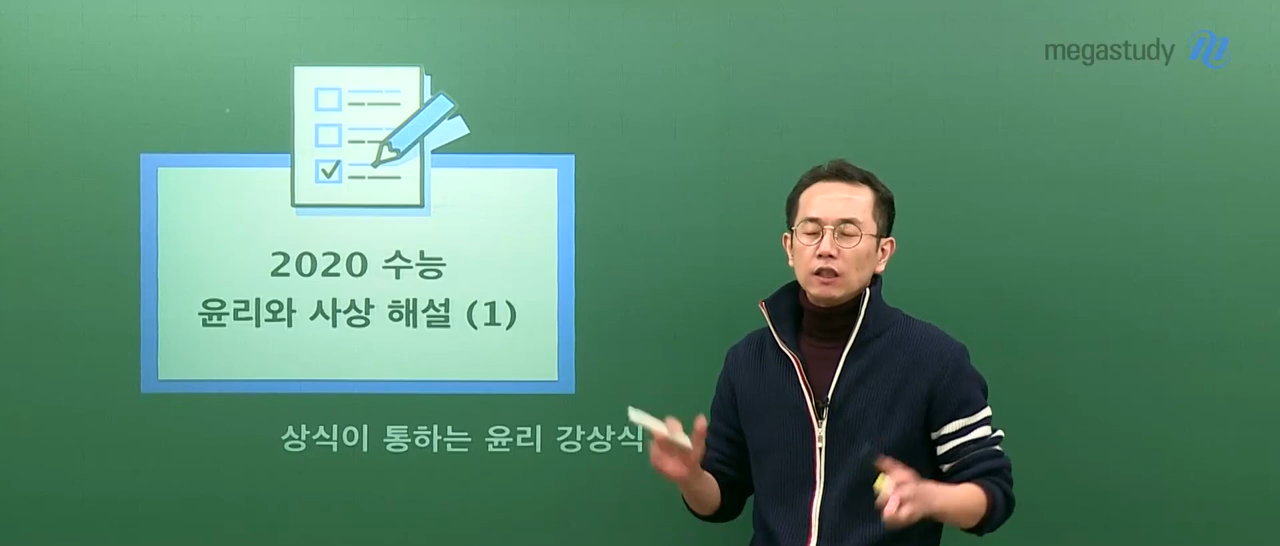 megastudy
2020 수능
윤리와 사상 해설 (1)
상식이 통하는 윤리 강상식